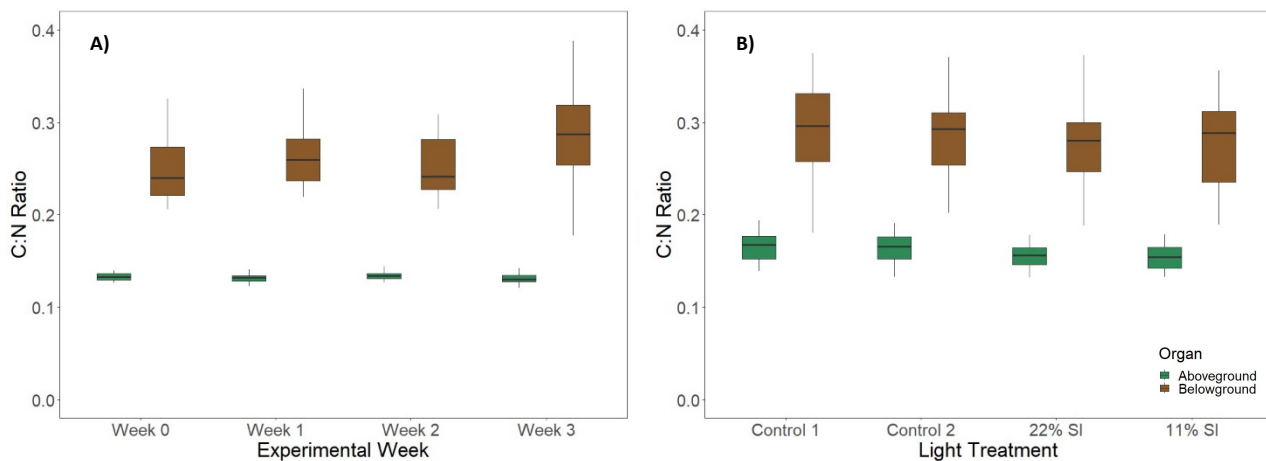 A)
C:N Ratio
0.4
0.3
0.2
0.1
0.0
Week 0 Week 1 Week 2 Week 3
Experimental Week
B)
C:N Ratio
0.4
0.3
0.2
0.1
0.0
Organ
Aboveground
Belowground
Control 1 Control 2 22% SI 11% SI
Light Treatment